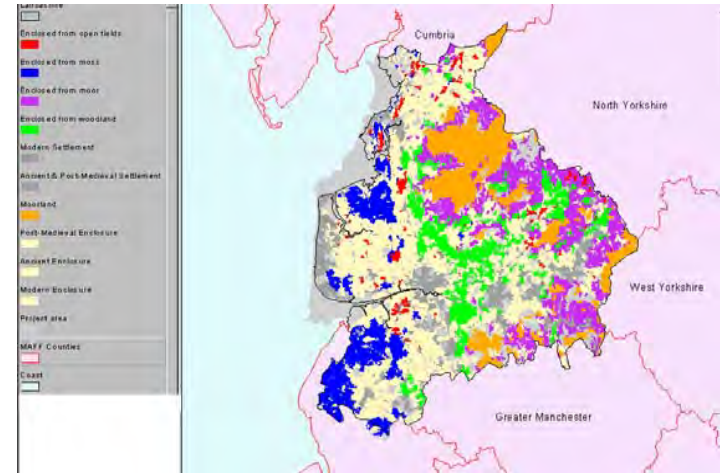 Lancashire
Enclosed from open fields
Enclosed from moss
Enclosed from moor
Enclosed from woodland
Modern Settlement
Ancient & Post-Medieval Settlement
Moorland
Post-Medieval Enclosure
Ancient Enclosure
Modern Enclosure
Project area
MAFF Counties
Coast
Cumbria
North Yorkshire
West Yorkshire
Greater Manchester